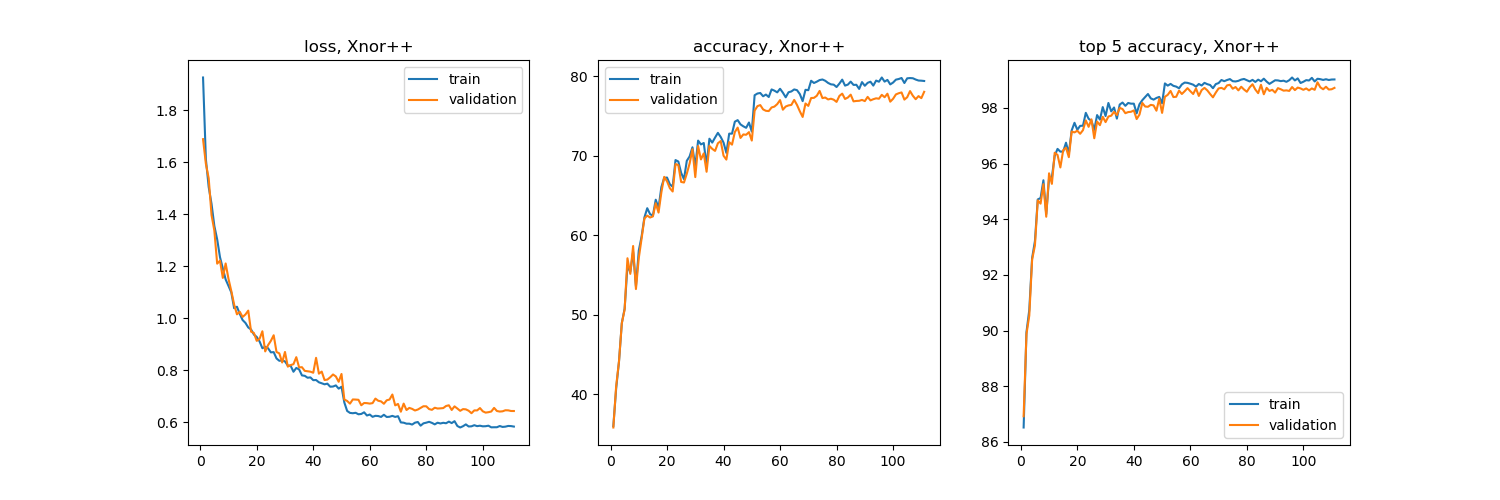 loss, Xnor++
train
validation
1.8
1.6
1.4
1.2
1.0
0.8
0.6
0 20 40 60 80 100
accuracy, Xnor++
train
validation
80
70
60
50
40
0 20 40 60 80 100
top 5 accuracy, Xnor++
98
96
94
92
90
88
86
train
validation
0 20 40 60 80 100